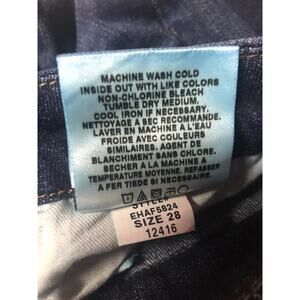 MACHINE WASH COLD
INSIDE OUT WITH LIKE COLORS
NON-CHLORINE BLEACH
TUMBLE DRY MEDIUM,
COOL IRON IF NECESSARY.
NETTOYAGE A SEC RECOMMANDE.
LAVER EN MACHINE A L'EAU
FROIDE AVEC COULEURS
SIMILAIRES, AGENT DE
BLANCHIMENT SANS CHLORE.
SECHER A LA MACHINE A
TEMPERATURE MOYENNE. REPASSER
A FER TIEDE SI NECESSAIRE.
EHAF5824
SIZE 28
12416